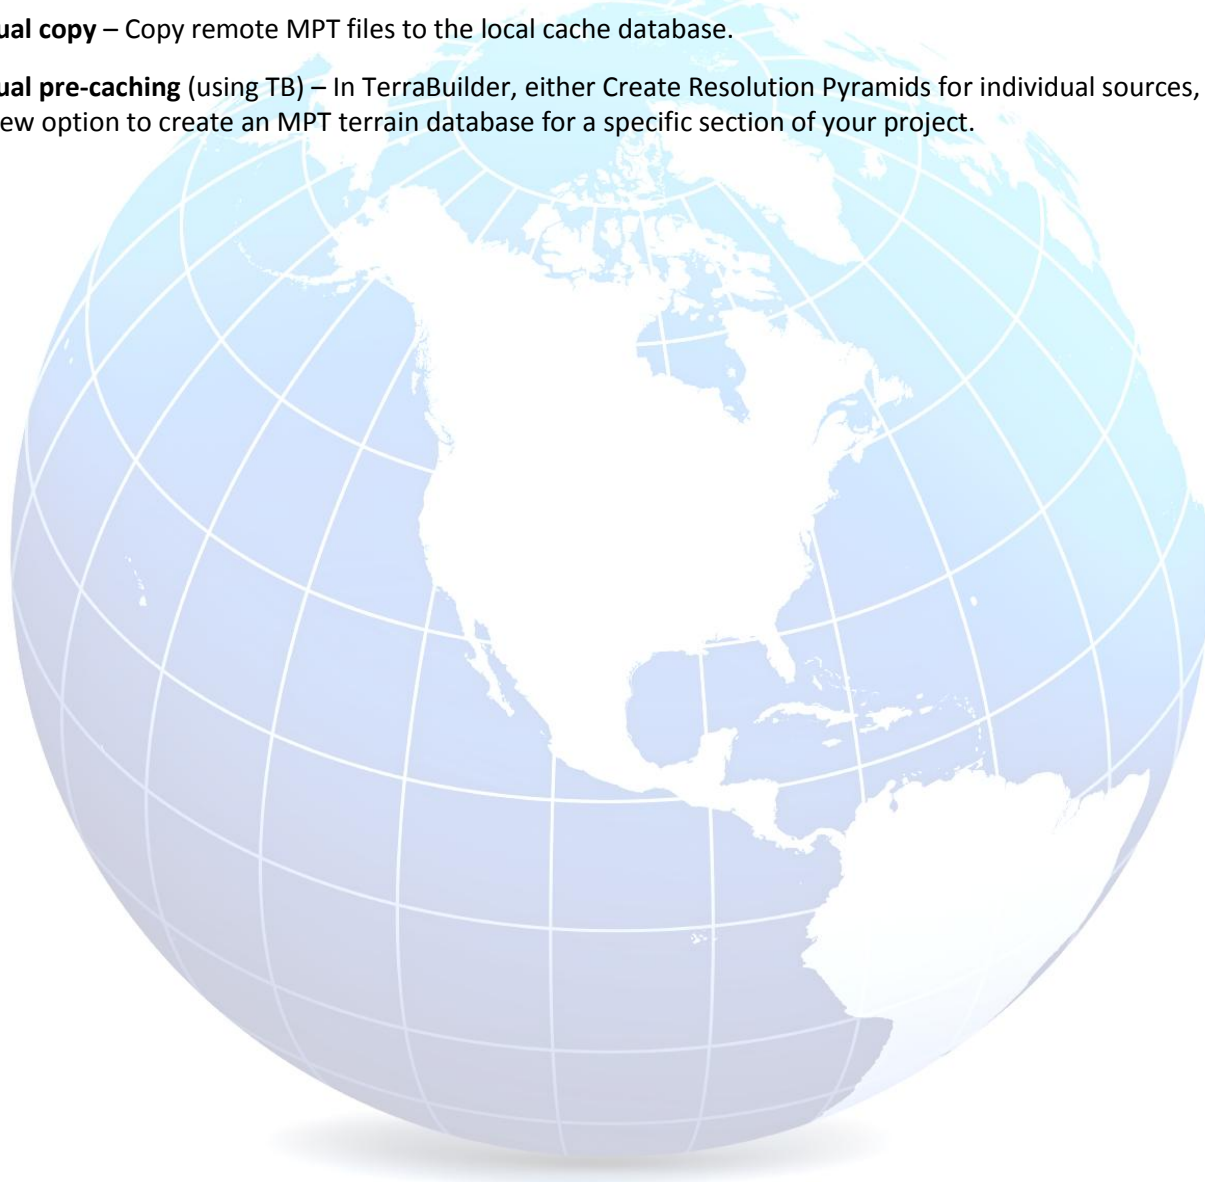 ual copy – Copy remote MPT files to the local cache database.
ual pre-caching (using TB) – In TerraBuilder, either Create Resolution Pyramids for individual sources,
ew option to create an MPT terrain database for a specific section of your project.